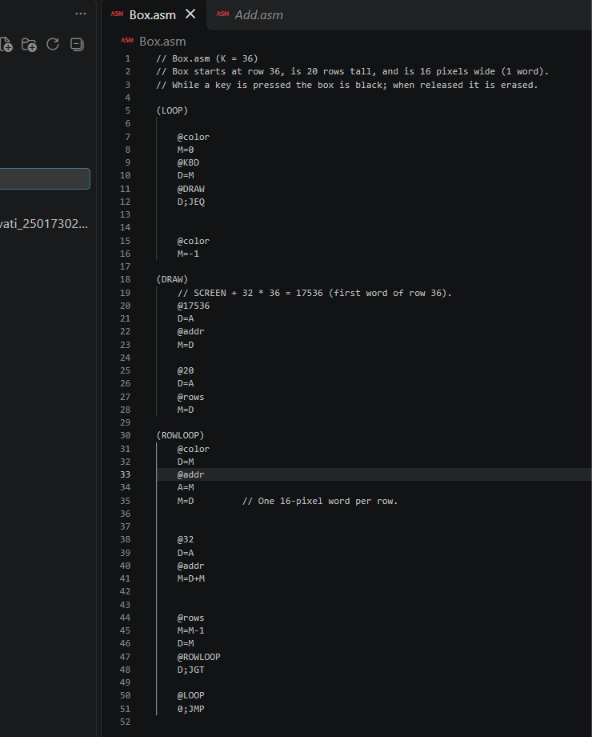 ...
ASM Box.asm X
ASM Add.asm
ASM Box.asm
vati_25017302...
1 // Box.asm (K = 36)
2 // Box starts at row 36, is 20 rows tall, and is 16 pixels wide (1 word).
3 // While a key is pressed the box is black; when released it is erased.
4
5 (LOOP)
6
7 @color
8 M=0
9 @KBD
10 D=M
11 @DRAW
12 D;JEQ
13
14
15 @color
16 M=-1
17
18 (DRAW)
19 // SCREEN + 32 * 36 = 17536 (first word of row 36).
20 @17536
21 D=A
22 @addr
23 M=D
24
25 @20
26 D=A
27 @rows
28 M=D
29
30 (ROWLOOP)
31 @color
32 D=M
33 @addr
34 A=M
35 M=D // One 16-pixel word per row.
36
37
38 @32
39 D=A
40 @addr
41 M=D+M
42
43
44 @rows
45 M=M-1
46 D=M
47 @ROWLOOP
48 D;JGT
49
50 @LOOP
51 0;JMP
52